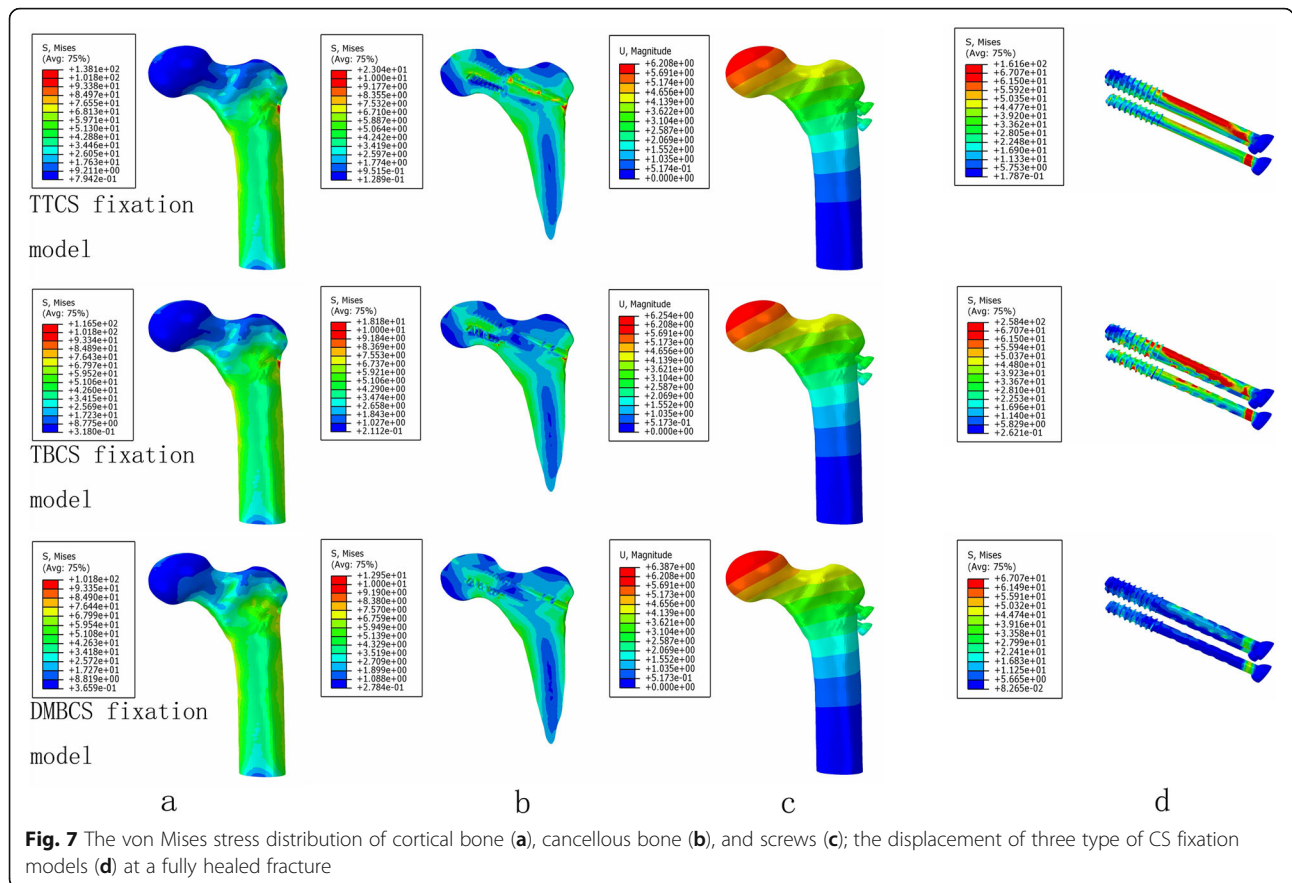 S, Mises
(Avg: 75%)
+1.381e+02
+1.018e+02
+9.338e+01
+8.497e+01
+7.655e+01
+6.813e+01
+5.971e+01
+5.130e+01
+4.288e+01
+3.446e+01
+2.605e+01
+1.763e+01
+9.211e+00
+7.942e-01
S, Mises
(Avg: 75%)
+2.304e+01
+1.000e+01
+9.177e+00
+8.355e+00
+7.532e+00
+6.710e+00
+5.887e+00
+5.064e+00
+4.242e+00
+3.419e+00
+2.597e+00
+1.774e+00
+9.515e-01
+1.289e-01
U, Magnitude
+6.208e+00
+5.691e+00
+5.174e+00
+4.656e+00
+4.139e+00
+3.622e+00
+3.104e+00
+2.587e+00
+2.069e+00
+1.552e+00
+1.035e+00
+5.174e-01
+0.000e+00
S, Mises
(Avg: 75%)
+1.616e+02
+6.707e+01
+6.150e+01
+5.592e+01
+5.035e+01
+4.477e+01
+3.920e+01
+3.362e+01
+2.805e+01
+2.248e+01
+1.690e+01
+1.133e+01
+5.753e+00
+1.787e-01
TTCS fixation
model
S, Mises
(Avg: 75%)
+1.165e+02
+1.018e+02
+9.334e+01
+8.489e+01
+7.643e+01
+6.797e+01
+5.952e+01
+5.106e+01
+4.260e+01
+3.415e+01
+2.569e+01
+1.723e+01
+8.775e+00
+3.180e-01
S, Mises
(Avg: 75%)
+1.818e+01
+1.000e+01
+9.184e+00
+8.369e+00
+7.553e+00
+6.737e+00
+5.921e+00
+5.106e+00
+4.290e+00
+3.474e+00
+2.658e+00
+1.843e+00
+1.027e+00
+2.112e-01
U, Magnitude
+6.254e+00
+6.208e+00
+5.691e+00
+5.173e+00
+4.656e+00
+4.139e+00
+3.621e+00
+3.104e+00
+2.587e+00
+2.069e+00
+1.552e+00
+1.035e+00
+5.173e-01
+0.000e+00
S, Mises
(Avg: 75%)
+2.584e+02
+6.707e+01
+6.150e+01
+5.594e+01
+5.037e+01
+4.480e+01
+3.923e+01
+3.367e+01
+2.810e+01
+2.253e+01
+1.696e+01
+1.140e+01
+5.829e+00
+2.621e-01
TBCS fixation
model
S, Mises
(Avg: 75%)
+1.018e+02
+9.335e+01
+8.490e+01
+7.644e+01
+6.799e+01
+5.954e+01
+5.108e+01
+4.263e+01
+3.418e+01
+2.572e+01
+1.727e+01
+8.819e+00
+3.659e-01
S, Mises
(Avg: 75%)
+1.295e+01
+1.000e+01
+9.190e+00
+8.380e+00
+7.570e+00
+6.759e+00
+5.949e+00
+5.139e+00
+4.329e+00
+3.519e+00
+2.709e+00
+1.899e+00
+1.088e+00
+2.784e-01
U, Magnitude
+6.387e+00
+6.208e+00
+5.691e+00
+5.173e+00
+4.656e+00
+4.139e+00
+3.621e+00
+3.104e+00
+2.587e+00
+2.069e+00
+1.552e+00
+1.035e+00
+5.173e-01
+0.000e+00
S, Mises
(Avg: 75%)
+6.707e+01
+6.149e+01
+5.591e+01
+5.032e+01
+4.474e+01
+3.916e+01
+3.358e+01
+2.799e+01
+2.241e+01
+1.683e+01
+1.125e+01
+5.665e+00
+8.265e-02
DMBCS fixation
model
a b c d
Fig. 7 The von Mises stress distribution of cortical bone (a), cancellous bone (b), and screws (c); the displacement of three type of CS fixation
models (d) at a fully healed fracture